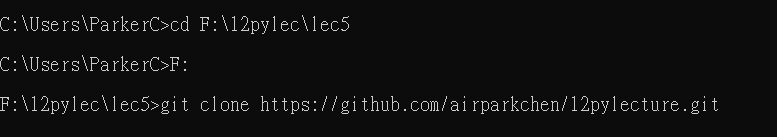 C:\Users\ParkerC>cd F:\12pylec\lec5
C:\Users\ParkerC>F:
F:\12pylec\lec5>git clone https://github.com/airparkchen/12pylecture.git